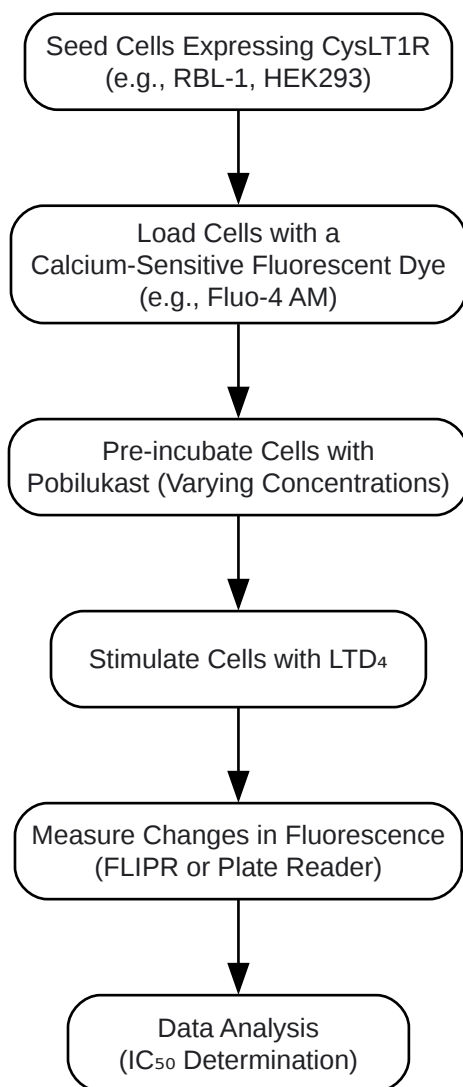 Seed Cells Expressing CysLT1R
(e.g., RBL-1, HEK293)
Load Cells with a
Calcium-Sensitive Fluorescent Dye
(e.g., Fluo-4 AM)
Pre-incubate Cells with
Pobilukast (Varying Concentrations)
Stimulate Cells with LTD₄
Measure Changes in Fluorescence
(FLIPR or Plate Reader)
Data Analysis
(IC₅₀ Determination)